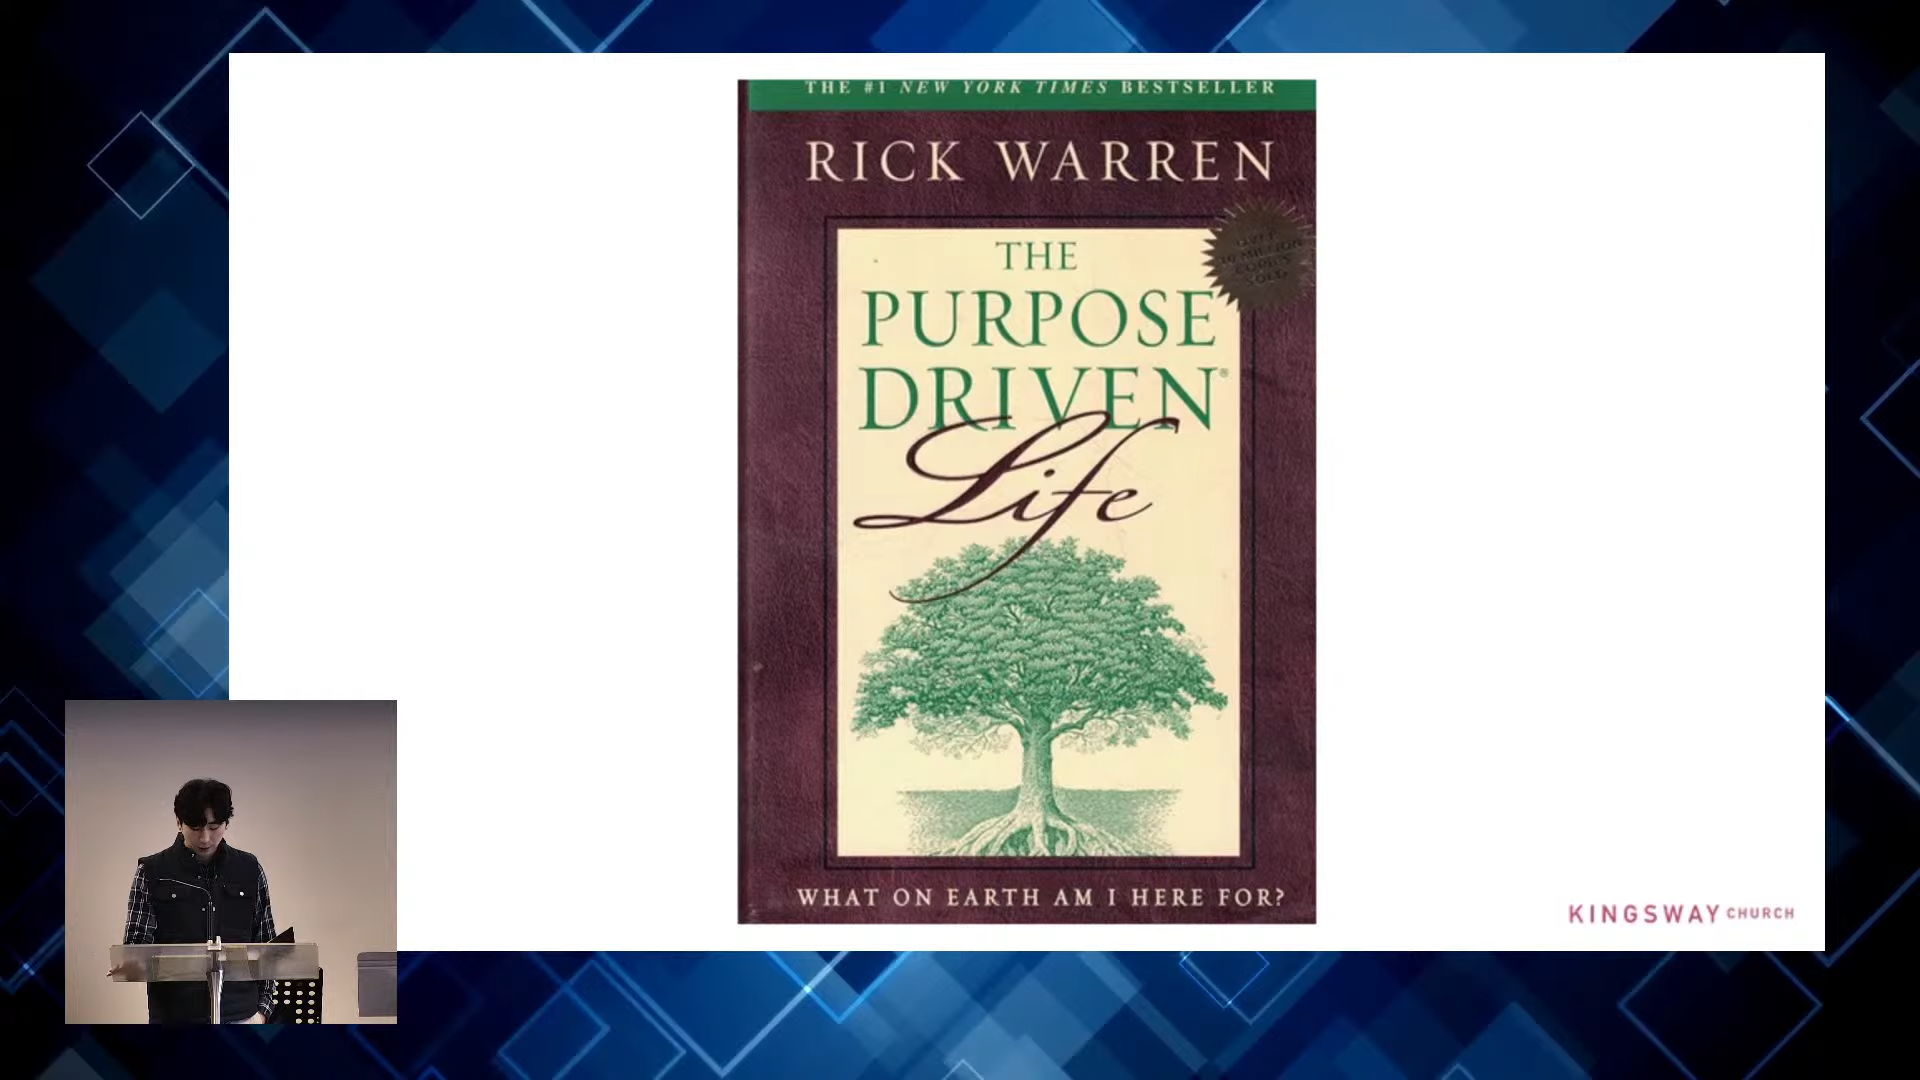 THE #1 NEW YORK TIMES BESTSELLER
RICK WARREN
THE
PURPOSE
DRIVEN®
Life
WHAT ON EARTH AM I HERE FOR?
KINGSWAY CHURCH